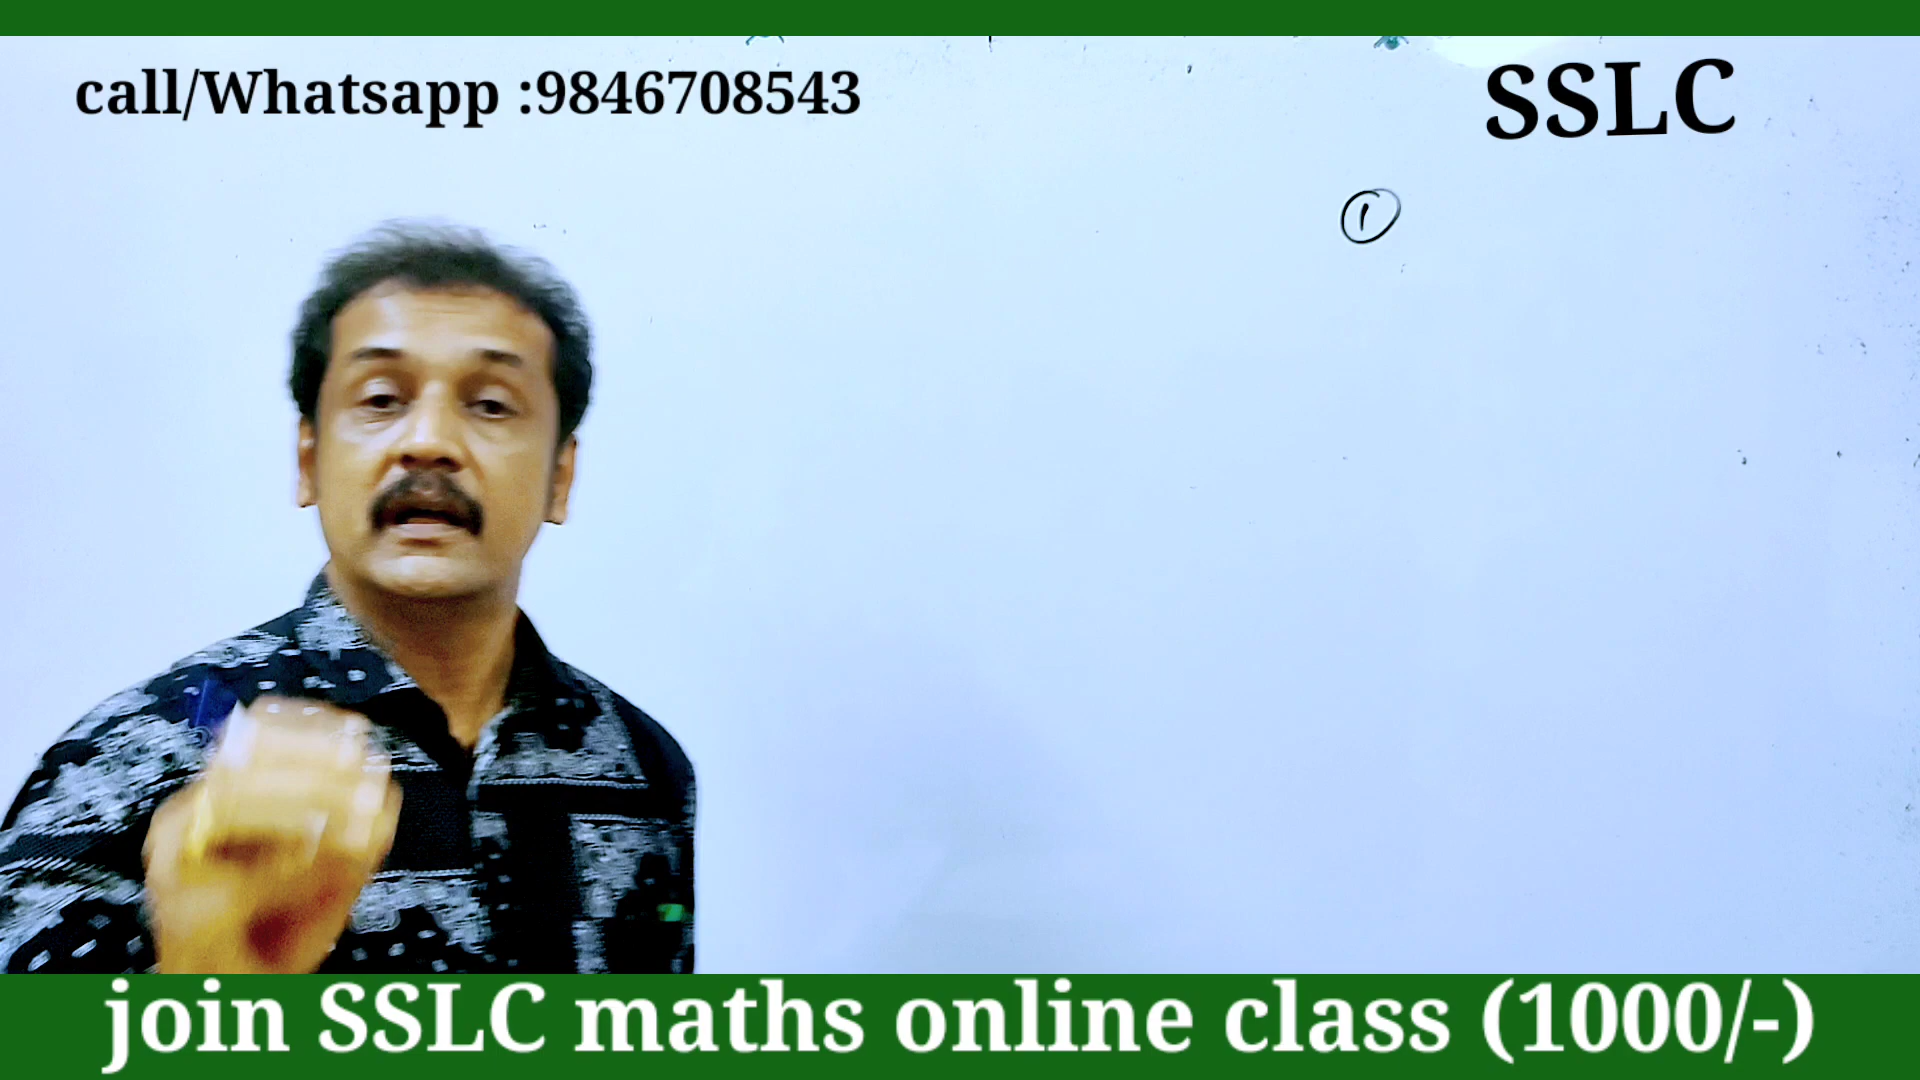 call/Whatsapp :9846708543
SSLC
1
join SSLC maths online class (1000/-)